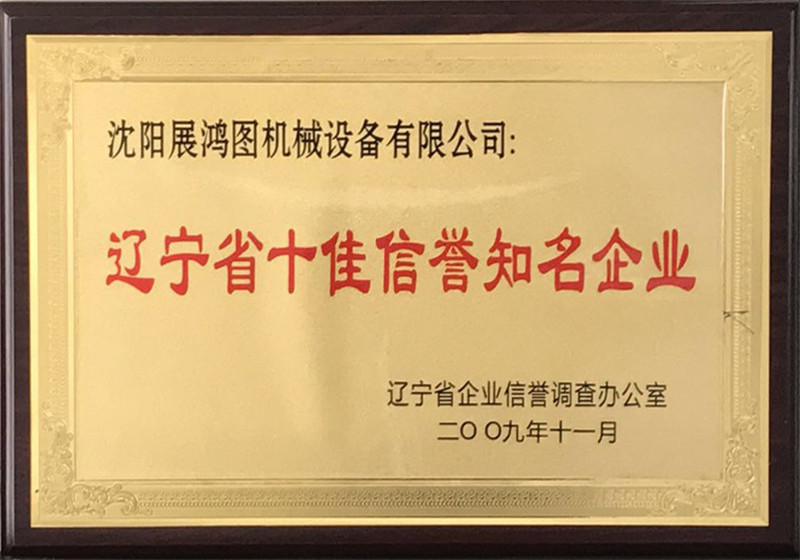 沈阳展鸿图机械设备有限公司:
辽宁省十佳信誉知名企业
辽宁省企业信誉调查办公室
二OO九年十一月